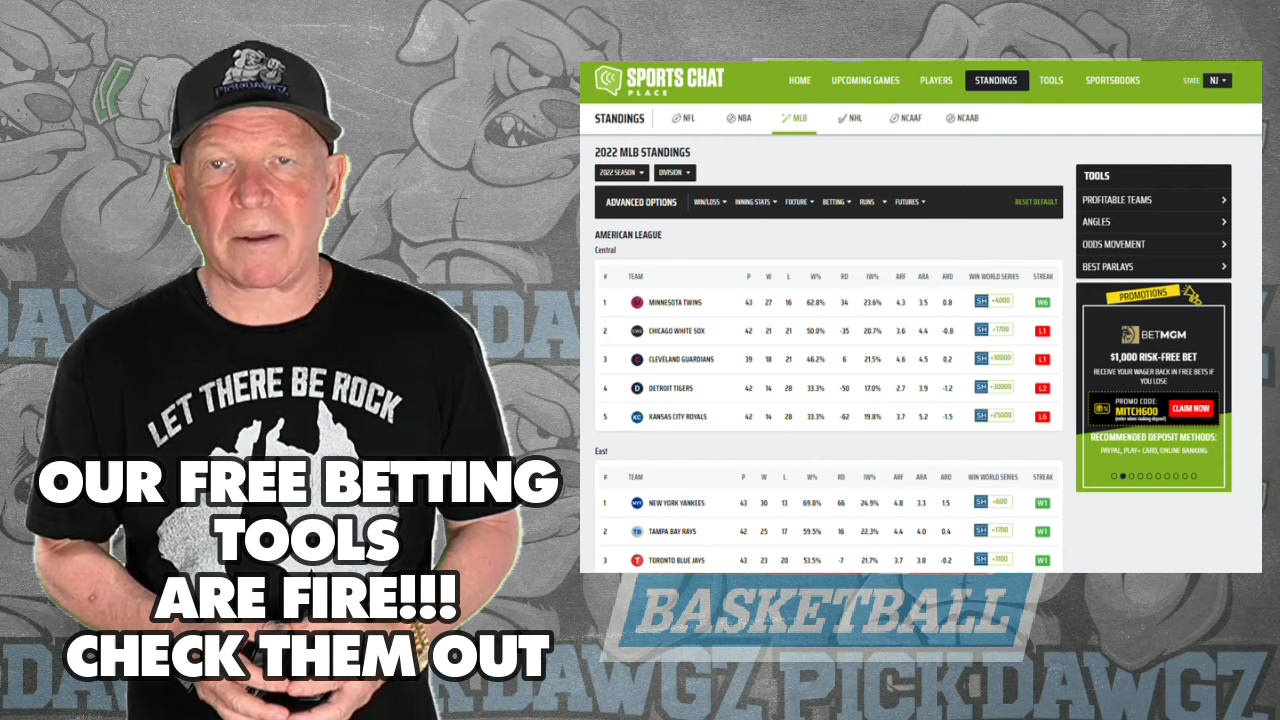 PICKDAWGZ
LET THERE BE ROCK
OUR FREE BETTING
TOOLS
ARE FIRE!!!
CHECK THEM OUT
SPORTS CHAT
PLACE
HOME UPCOMING GAMES PLAYERS STANDINGS TOOLS SPORTSBOOKS STATE NJ
STANDINGS NFL NBA MLB NHL NCAAF NCAAB
2022 MLB STANDINGS
2022 SEASON DIVISION
ADVANCED OPTIONS WIN/LOSS INNING STATS FIXTURE BETTING RUNS FUTURES RESET DEFAULT
AMERICAN LEAGUE
Central
# TEAM P W L W% RD IW% ARF ARA ARD WIN WORLD SERIES STREAK
1 MINNESOTA TWINS 43 27 16 62.8% 34 23.6% 4.3 3.5 0.8 SH +4000 W6
2 CHICAGO WHITE SOX 42 21 21 50.0% -35 20.7% 3.6 4.4 -0.8 SH +1700 L1
3 CLEVELAND GUARDIANS 39 18 21 46.2% 6 21.5% 4.6 4.5 0.2 SH +10000 L1
4 DETROIT TIGERS 42 14 28 33.3% -50 17.0% 2.7 3.9 -1.2 SH +30000 L2
5 KANSAS CITY ROYALS 42 14 28 33.3% -62 19.8% 3.7 5.2 -1.5 SH +25000 L6
East
# TEAM P W L W% RD IW% ARF ARA ARD WIN WORLD SERIES STREAK
1 NEW YORK YANKEES 43 30 13 69.8% 66 24.9% 4.8 3.3 1.5 SH +600 W1
2 TAMPA BAY RAYS 42 25 17 59.5% 16 22.3% 4.4 4.0 0.4 SH +1700 W1
3 TORONTO BLUE JAYS 43 23 20 53.5% -7 21.7% 3.7 3.8 -0.2 SH +1100 W1
TOOLS
PROFITABLE TEAMS
ANGLES
ODDS MOVEMENT
BEST PARLAYS
PROMOTIONS
BETMGM
$1,000 RISK-FREE BET
RECEIVE YOUR WAGER BACK IN FREE BETS IF
YOU LOSE
PROMO CODE:
MITCH600
(enter when making deposit)
CLAIM NOW
RECOMMENDED DEPOSIT METHODS:
PAYPAL, PLAY+ CARD, ONLINE BANKING
BASKETBALL
PICKDAWGZ